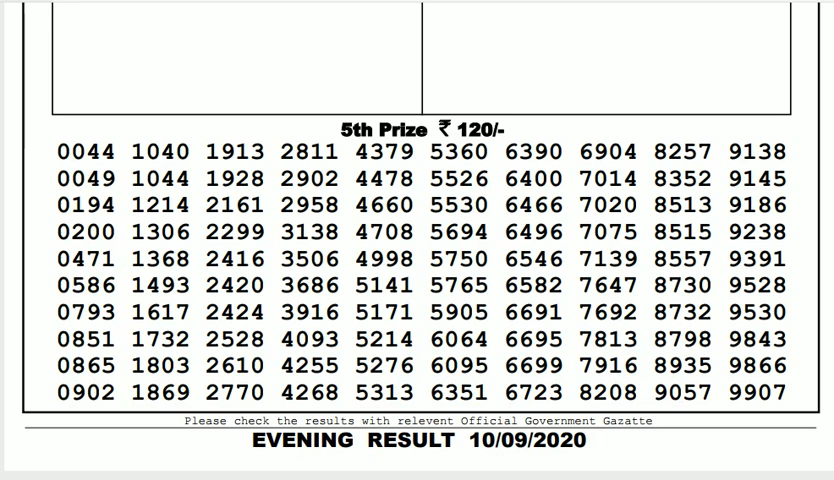 5th Prize ₹ 120/-
0044 1040 1913 2811 4379 5360 6390 6904 8257 9138
0049 1044 1928 2902 4478 5526 6400 7014 8352 9145
0194 1214 2161 2958 4660 5530 6466 7020 8513 9186
0200 1306 2299 3138 4708 5694 6496 7075 8515 9238
0471 1368 2416 3506 4998 5750 6546 7139 8557 9391
0586 1493 2420 3686 5141 5765 6582 7647 8730 9528
0793 1617 2424 3916 5171 5905 6691 7692 8732 9530
0851 1732 2528 4093 5214 6064 6695 7813 8798 9843
0865 1803 2610 4255 5276 6095 6699 7916 8935 9866
0902 1869 2770 4268 5313 6351 6723 8208 9057 9907
Please check the results with relevent Official Government Gazatte
EVENING RESULT 10/09/2020